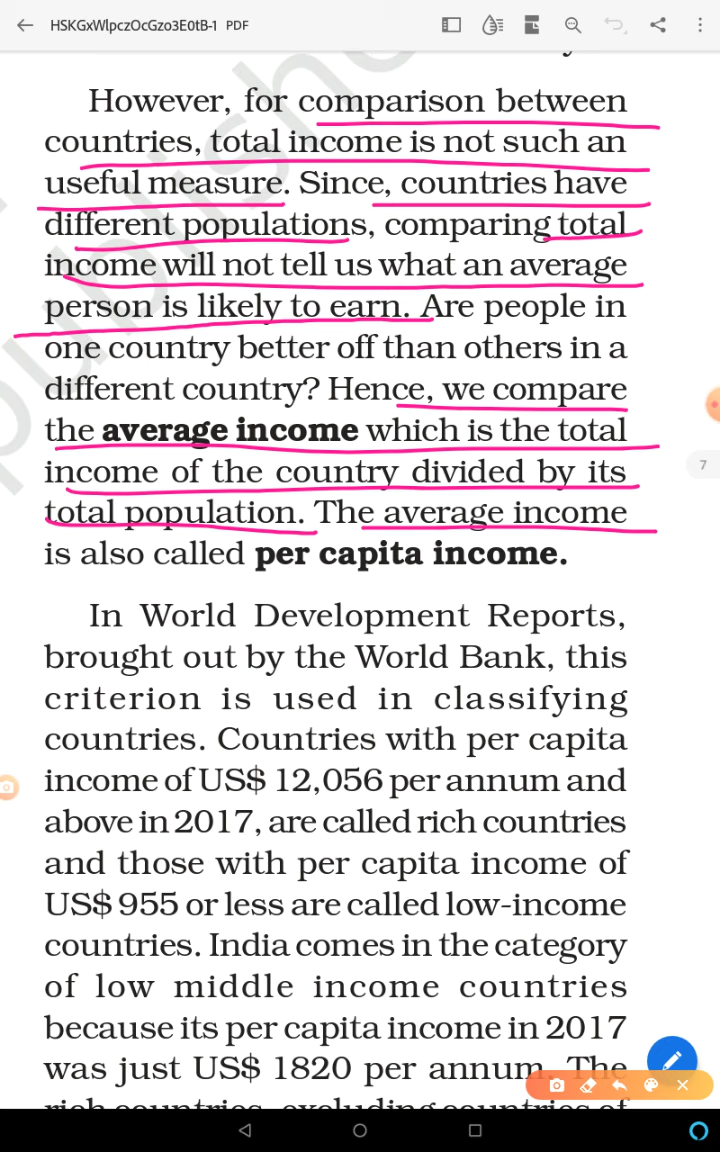 HSKGxWlpczOcGzo3E0tB-1 PDF
However, for comparison between
countries, total income is not such an
useful measure. Since, countries have
different populations, comparing total
income will not tell us what an average
person is likely to earn. Are people in
one country better off than others in a
different country? Hence, we compare
the average income which is the total
income of the country divided by its
total population. The average income
is also called per capita income.
7
In World Development Reports,
brought out by the World Bank, this
criterion is used in classifying
countries. Countries with per capita
income of US$ 12,056 per annum and
above in 2017, are called rich countries
and those with per capita income of
US$ 955 or less are called low-income
countries. India comes in the category
of low middle income countries
because its per capita income in 2017
was just US$ 1820 per annum. The
rich countries, excluding countries of